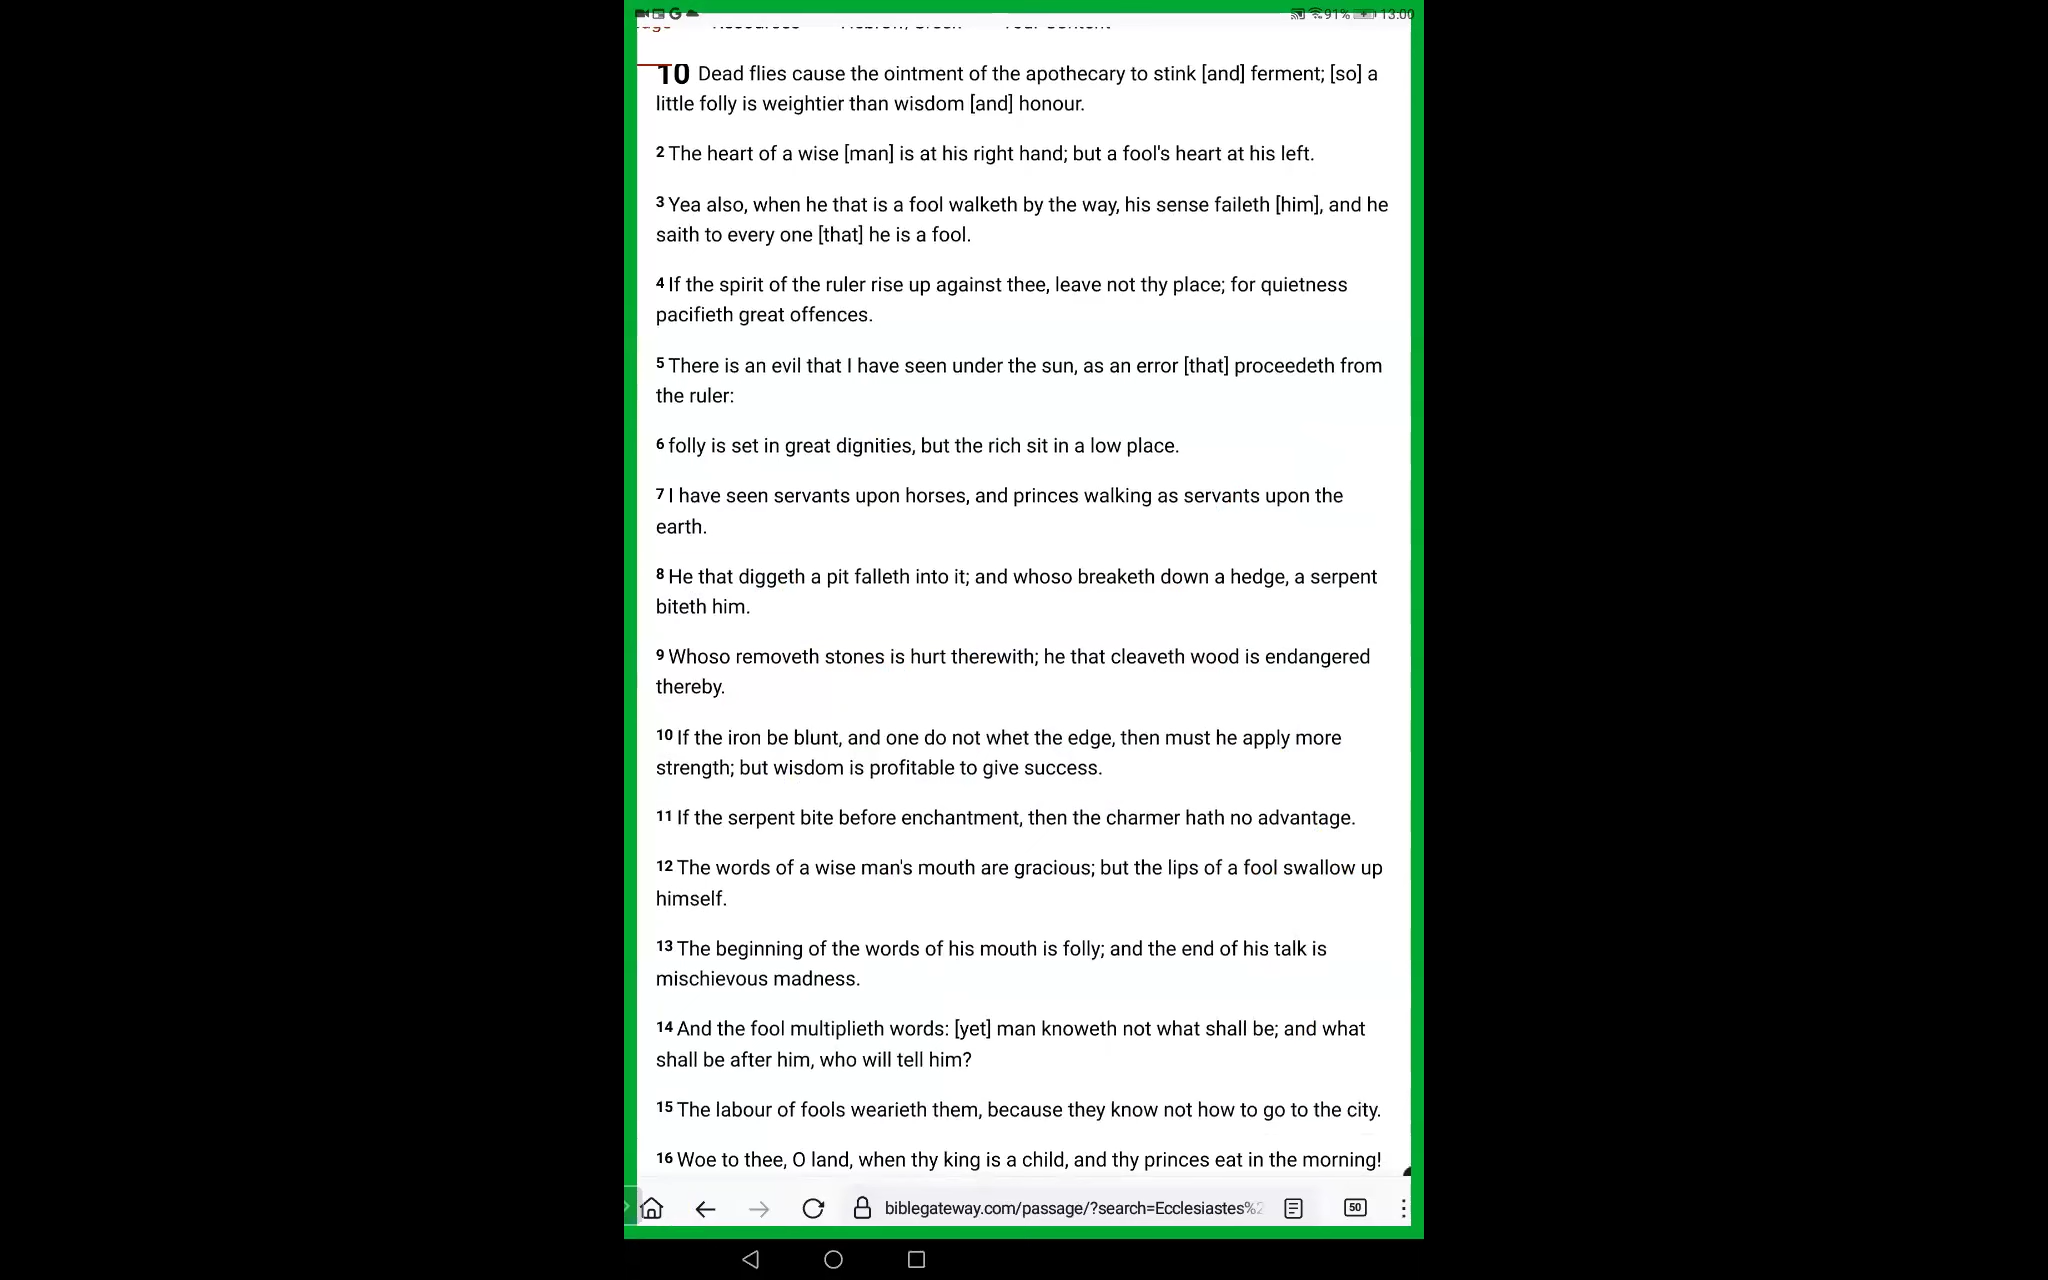 91% 13:00
10 Dead flies cause the ointment of the apothecary to stink [and] ferment; [so] a
little folly is weightier than wisdom [and] honour.
2 The heart of a wise [man] is at his right hand; but a fool's heart at his left.
3 Yea also, when he that is a fool walketh by the way, his sense faileth [him], and he
saith to every one [that] he is a fool.
4 If the spirit of the ruler rise up against thee, leave not thy place; for quietness
pacifieth great offences.
5 There is an evil that I have seen under the sun, as an error [that] proceedeth from
the ruler:
6 folly is set in great dignities, but the rich sit in a low place.
7 I have seen servants upon horses, and princes walking as servants upon the
earth.
8 He that diggeth a pit falleth into it; and whoso breaketh down a hedge, a serpent
biteth him.
9 Whoso removeth stones is hurt therewith; he that cleaveth wood is endangered
thereby.
10 If the iron be blunt, and one do not whet the edge, then must he apply more
strength; but wisdom is profitable to give success.
11 If the serpent bite before enchantment, then the charmer hath no advantage.
12 The words of a wise man's mouth are gracious; but the lips of a fool swallow up
himself.
13 The beginning of the words of his mouth is folly; and the end of his talk is
mischievous madness.
14 And the fool multiplieth words: [yet] man knoweth not what shall be; and what
shall be after him, who will tell him?
15 The labour of fools wearieth them, because they know not how to go to the city.
16 Woe to thee, O land, when thy king is a child, and thy princes eat in the morning!
biblegateway.com/passage/?search=Ecclesiastes%2
50